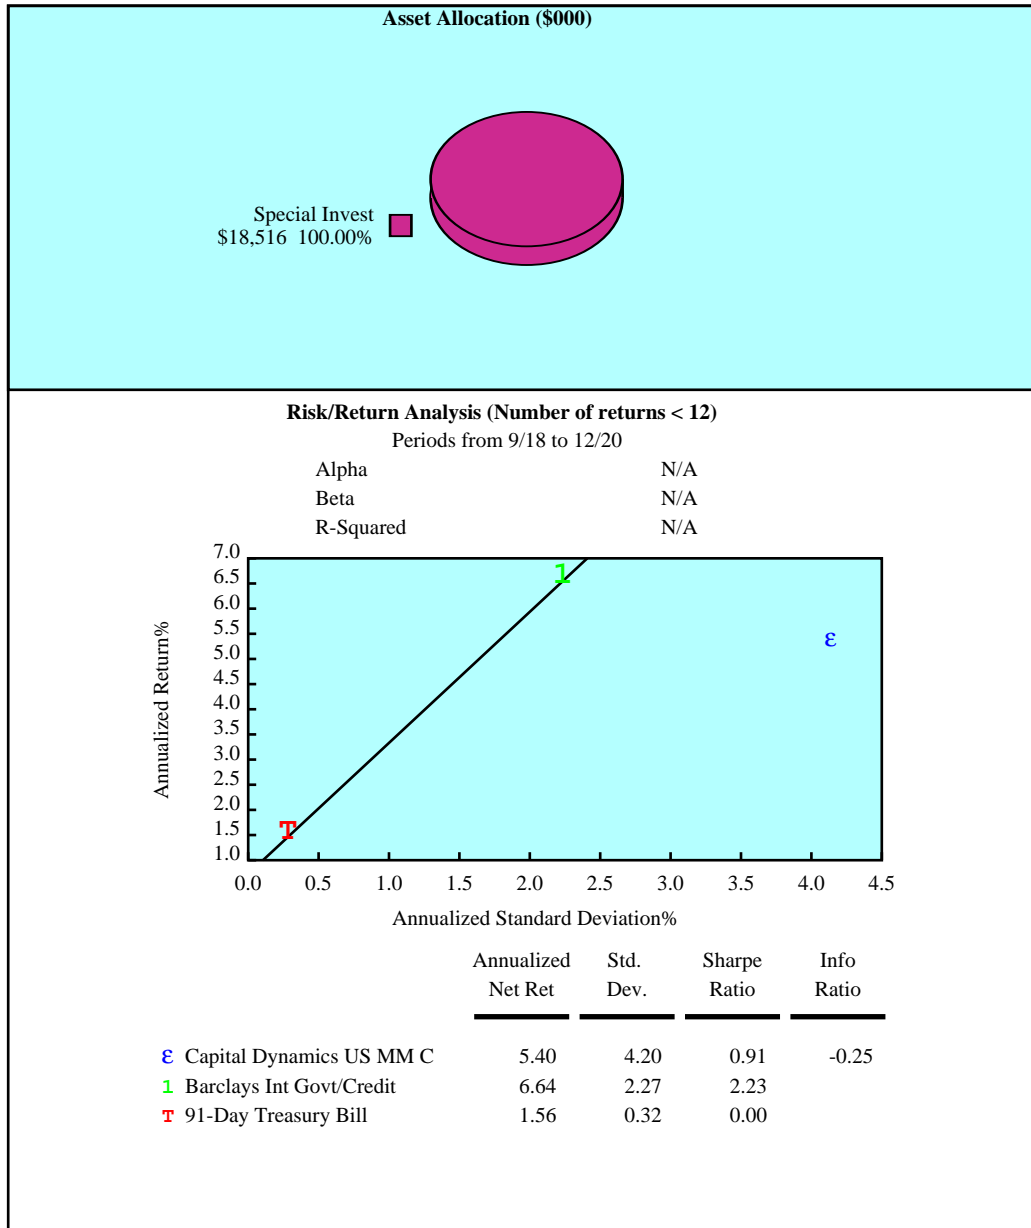 Asset Allocation ($000)
Special Invest
$18,516 100.00%
Risk/Return Analysis (Number of returns < 12)
Periods from 9/18 to 12/20
Alpha N/A
Beta N/A
R-Squared N/A
Annualized Return%
7.0
6.5
6.0
5.5
5.0
4.5
4.0
3.5
3.0
2.5
2.0
1.5
1.0
1
ε
T
0.0 0.5 1.0 1.5 2.0 2.5 3.0 3.5 4.0 4.5
Annualized Standard Deviation%
Annualized Std. Sharpe Info
Net Ret Dev. Ratio Ratio
ε Capital Dynamics US MM C 5.40 4.20 0.91 -0.25
1 Barclays Int Govt/Credit 6.64 2.27 2.23
T 91-Day Treasury Bill 1.56 0.32 0.00